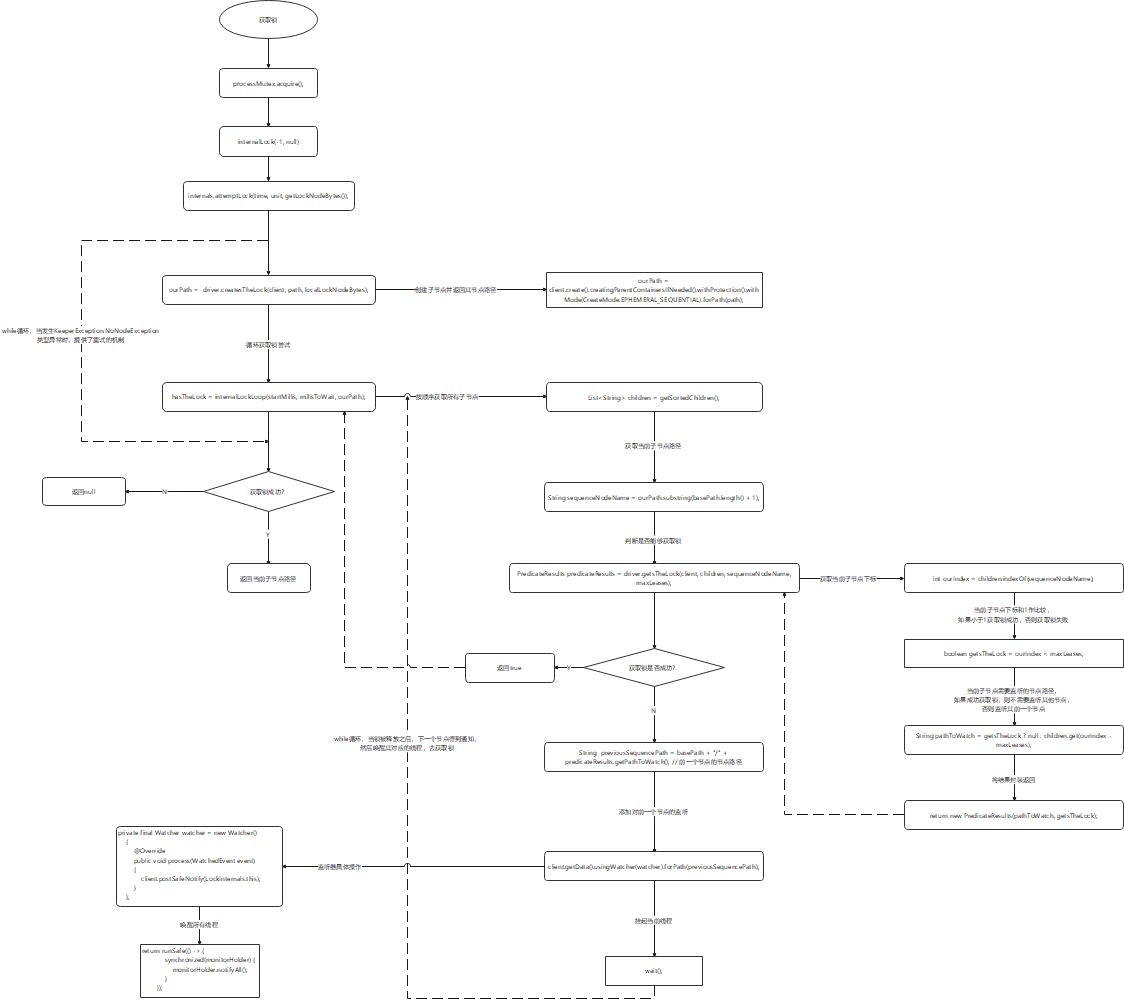 获取锁
processMutex.acquire();
internalLock(-1, null)
internals.attemptLock(time, unit, getLockNodeBytes());
ourPath = driver.createsTheLock(client, path, localLockNodeBytes);
创建子节点并返回其节点路径
ourPath =
client.create().creatingParentContainersIfNeeded().withProtection().with
Mode(CreateMode.EPHEMERAL_SEQUENTIAL).forPath(path);
while循环，当发生KeeperException.NoNodeException
类型异常时，提供了重试的机制
循环获取锁尝试
hasTheLock = internalLockLoop(startMillis, millisToWait, ourPath);
按顺序获取所有子节点
List<String> children = getSortedChildren();
获取当前子节点路径
返回null
N
获取锁成功?
String sequenceNodeName = ourPath.substring(basePath.length() + 1);
Y
判断是否能够获取锁
返回当前子节点路径
PredicateResults predicateResults = driver.getsTheLock(client, children, sequenceNodeName,
maxLeases);
获取当前子节点下标
int ourIndex = children.indexOf(sequenceNodeName);
当前子节点下标和1作比较，
如果小于1获取锁成功，否则获取锁失败
boolean getsTheLock = ourIndex < maxLeases;
返回true
Y
获取锁是否成功?
当前子节点需要监听的节点路径，
如果成功获取锁，则不需要监听其他节点，
否则监听其前一个节点
N
String pathToWatch = getsTheLock ? null : children.get(ourIndex -
maxLeases);
while循环，当锁被释放之后，下一个节点得到通知，
然后唤醒其对应的线程，去获取锁
String previousSequencePath = basePath + "/" +
predicateResults.getPathToWatch(); // 前一个节点的节点路径
将结果封装返回
添加对前一个节点的监听
return new PredicateResults(pathToWatch, getsTheLock);
private final Watcher watcher = new Watcher()
{
@Override
public void process(WatchedEvent event)
{
client.postSafeNotify(LockInternals.this);
}
};
监听器具体操作
client.getData().usingWatcher(watcher).forPath(previousSequencePath);
唤醒所有线程
挂起当前线程
return runSafe(() -> {
synchronized(monitorHolder) {
monitorHolder.notifyAll();
}
});
wait();